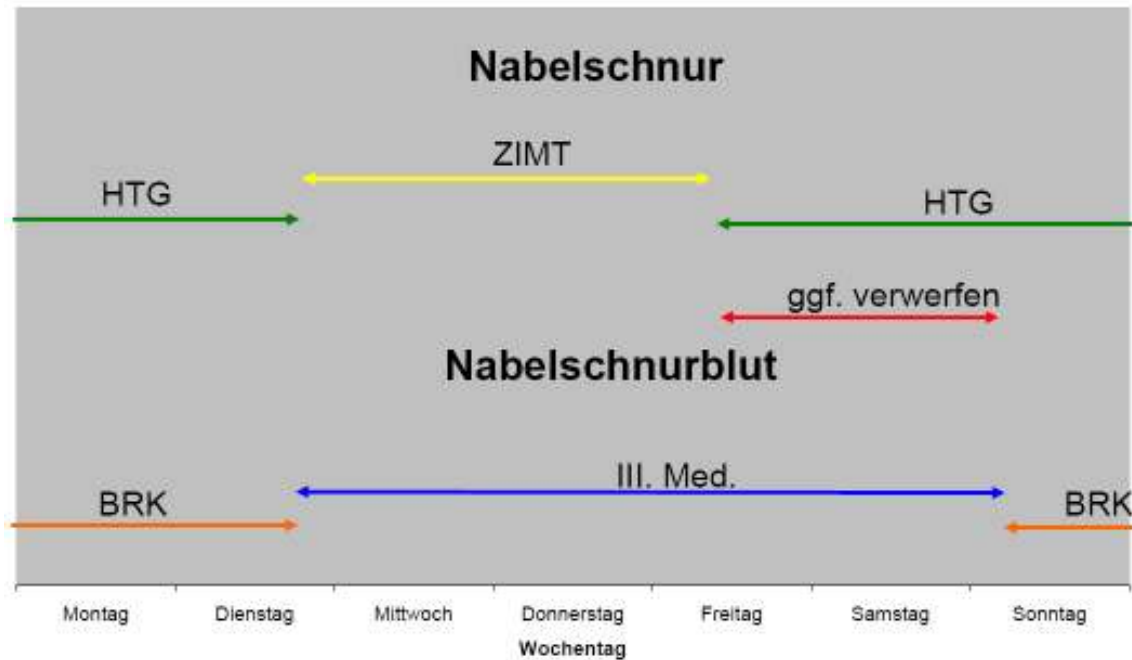 Nabelschnur
ZIMT
HTG
HTG
ggf. verwerfen
Nabelschnurblut
III. Med.
BRK
BRK
Montag Dienstag Mittwoch Donnerstag Freitag Samstag Sonntag
Wochentag